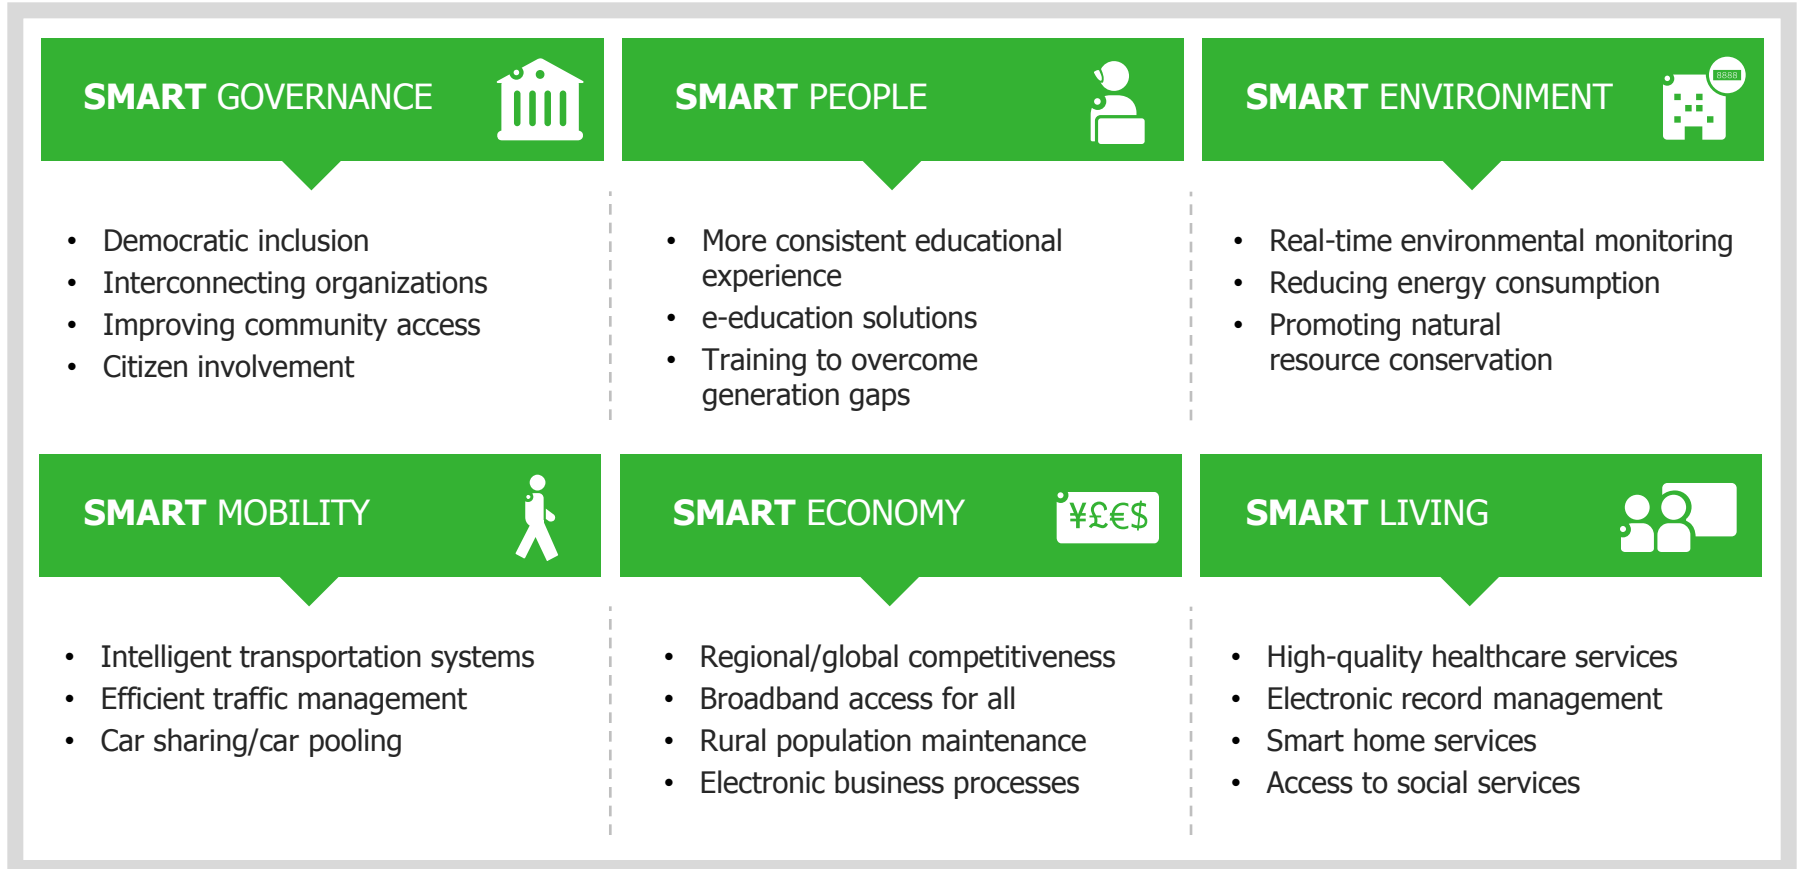 SMART GOVERNANCE
• Democratic inclusion
• Interconnecting organizations
• Improving community access
• Citizen involvement
SMART PEOPLE
• More consistent educational
experience
• e-education solutions
• Training to overcome
generation gaps
SMART ENVIRONMENT
8888
• Real-time environmental monitoring
• Reducing energy consumption
• Promoting natural
resource conservation
SMART MOBILITY
• Intelligent transportation systems
• Efficient traffic management
• Car sharing/car pooling
SMART ECONOMY
¥£€$
• Regional/global competitiveness
• Broadband access for all
• Rural population maintenance
• Electronic business processes
SMART LIVING
• High-quality healthcare services
• Electronic record management
• Smart home services
• Access to social services